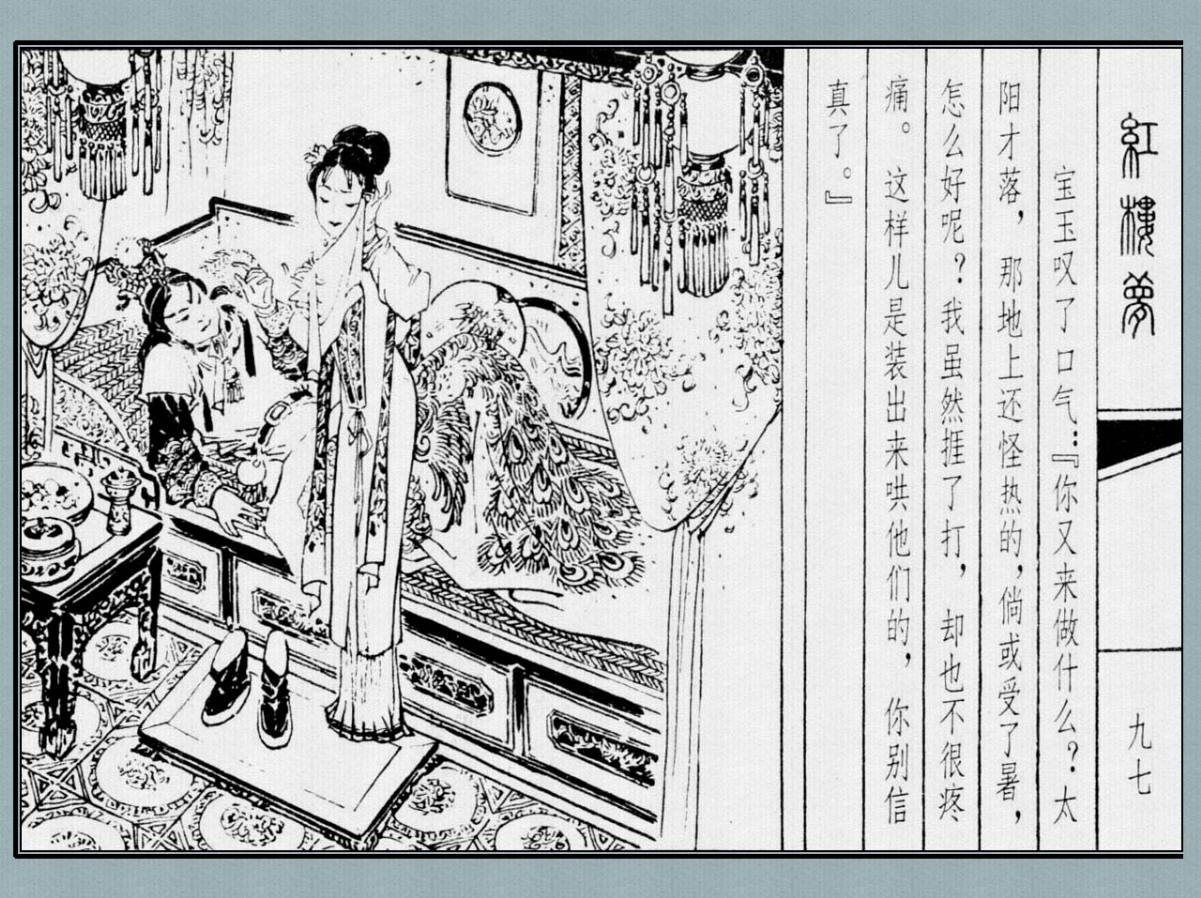 紅樓夢
九七
宝玉叹了口气：『你又来做什么？太
阳才落，那地上还怪热的，倘或受了暑，
怎么好呢？我虽然捱了打，却也不很疼
痛。这样儿是装出来哄他们的，你别信
真了。』